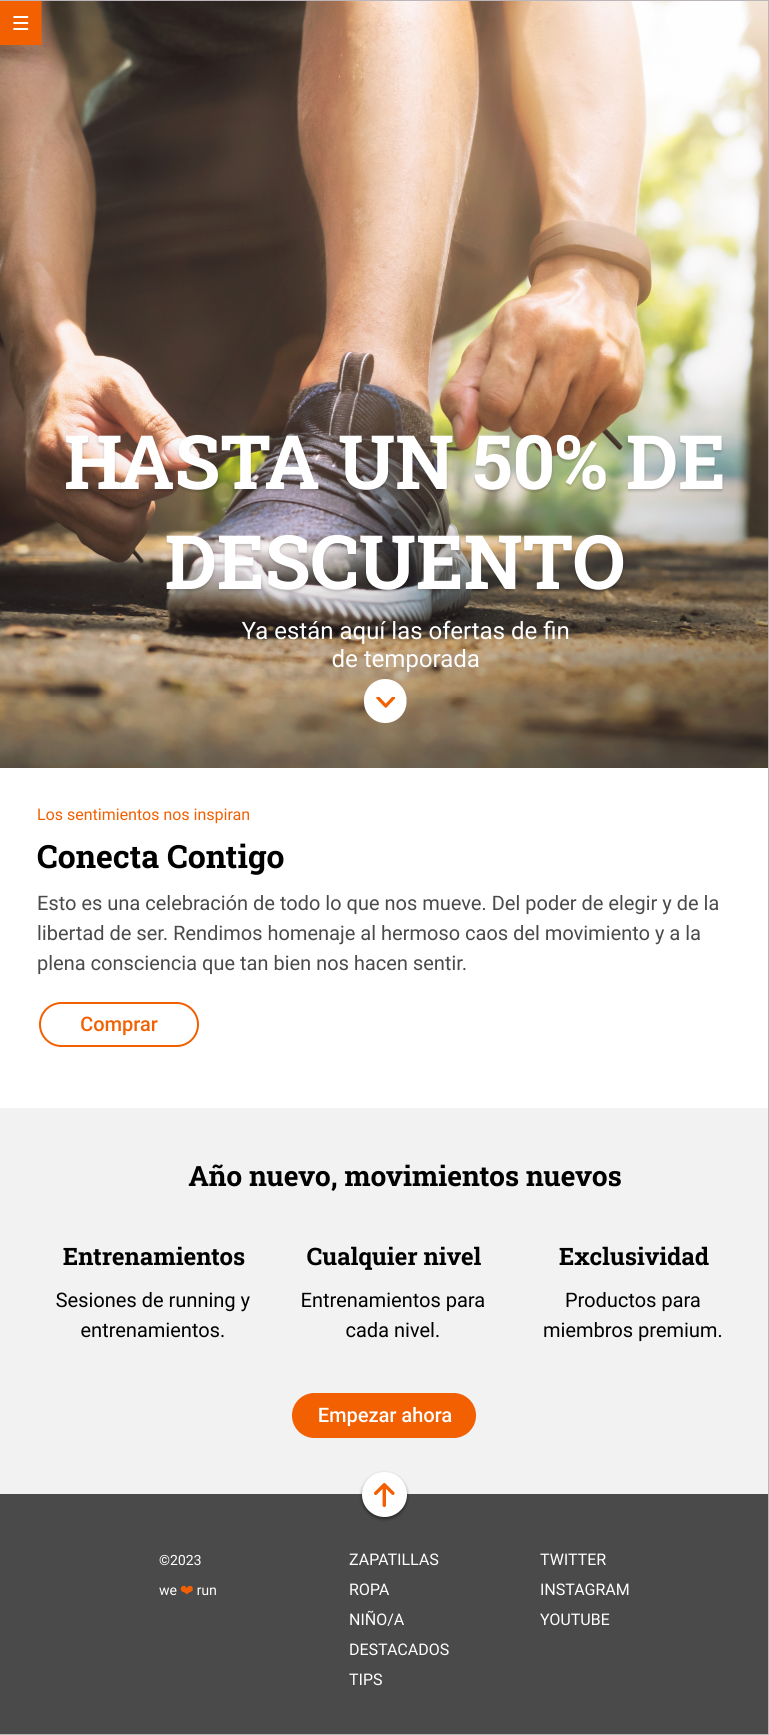 HASTA UN 50% DE
DESCUENTO
Ya están aquí las ofertas de fin
de temporada
Los sentimientos nos inspiran
Conecta Contigo
Esto es una celebración de todo lo que nos mueve. Del poder de elegir y de la
libertad de ser. Rendimos homenaje al hermoso caos del movimiento y a la
plena consciencia que tan bien nos hacen sentir.
Comprar
Año nuevo, movimientos nuevos
Entrenamientos
Sesiones de running y
entrenamientos.
Cualquier nivel
Entrenamientos para
cada nivel.
Exclusividad
Productos para
miembros premium.
Empezar ahora
©2023
we ❤ run
ZAPATILLAS
ROPA
NIÑO/A
DESTACADOS
TIPS
TWITTER
INSTAGRAM
YOUTUBE